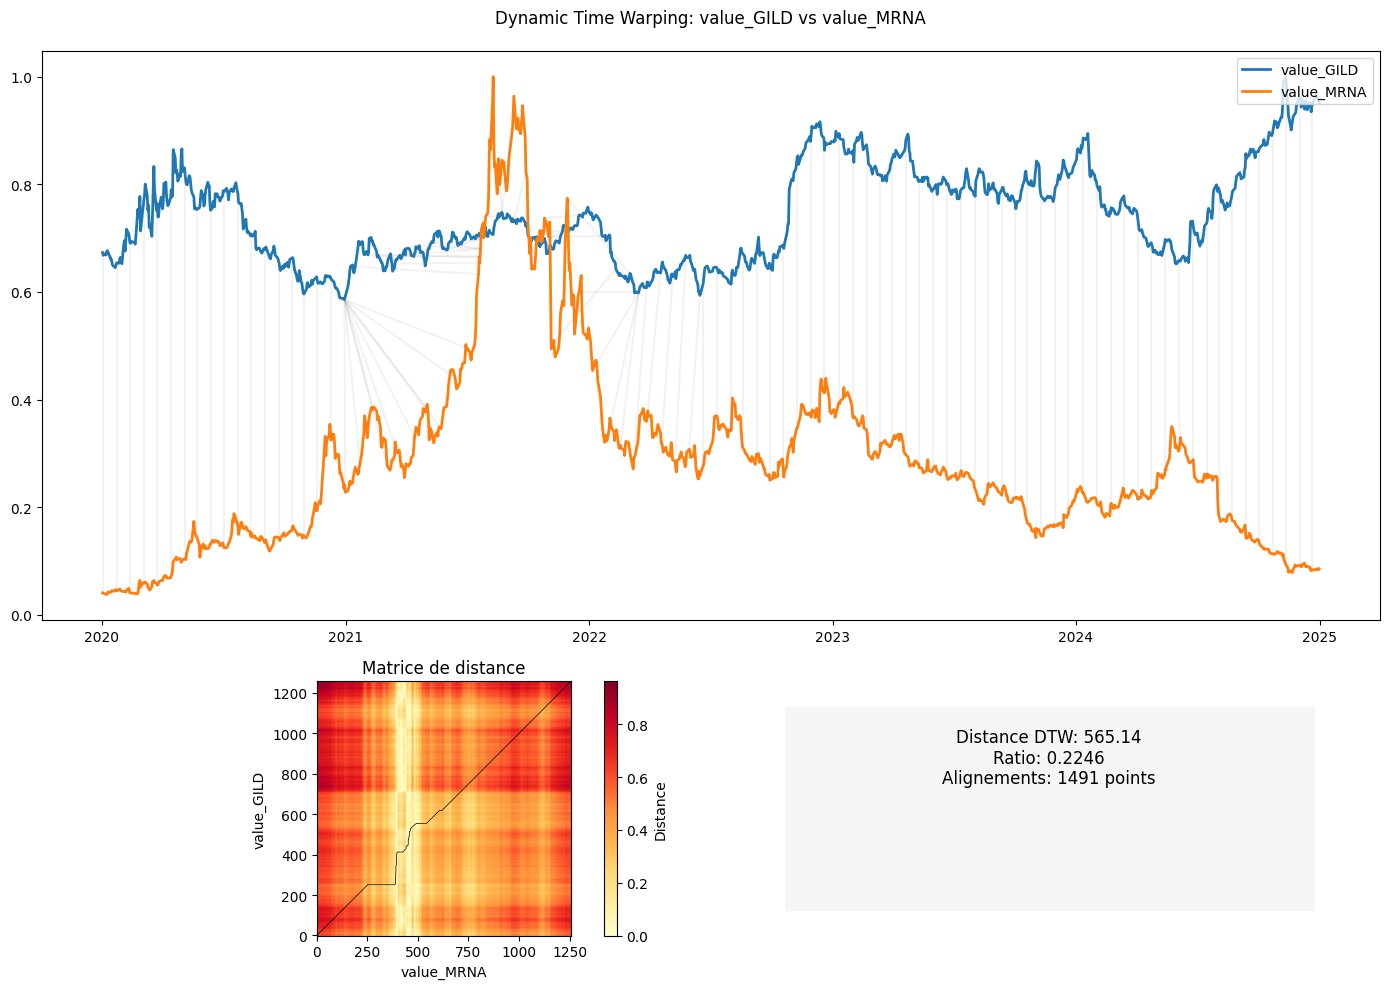 Dynamic Time Warping: value_GILD vs value_MRNA
value_GILD
value_MRNA
1.0
0.8
0.6
0.4
0.2
0.0
2020 2021 2022 2023 2024 2025
Matrice de distance
1200
1000
800
600
400
200
0
value_GILD
0 250 500 750 1000 1250
value_MRNA
0.8
0.6
0.4
0.2
0.0
Distance
Distance DTW: 565.14
Ratio: 0.2246
Alignements: 1491 points